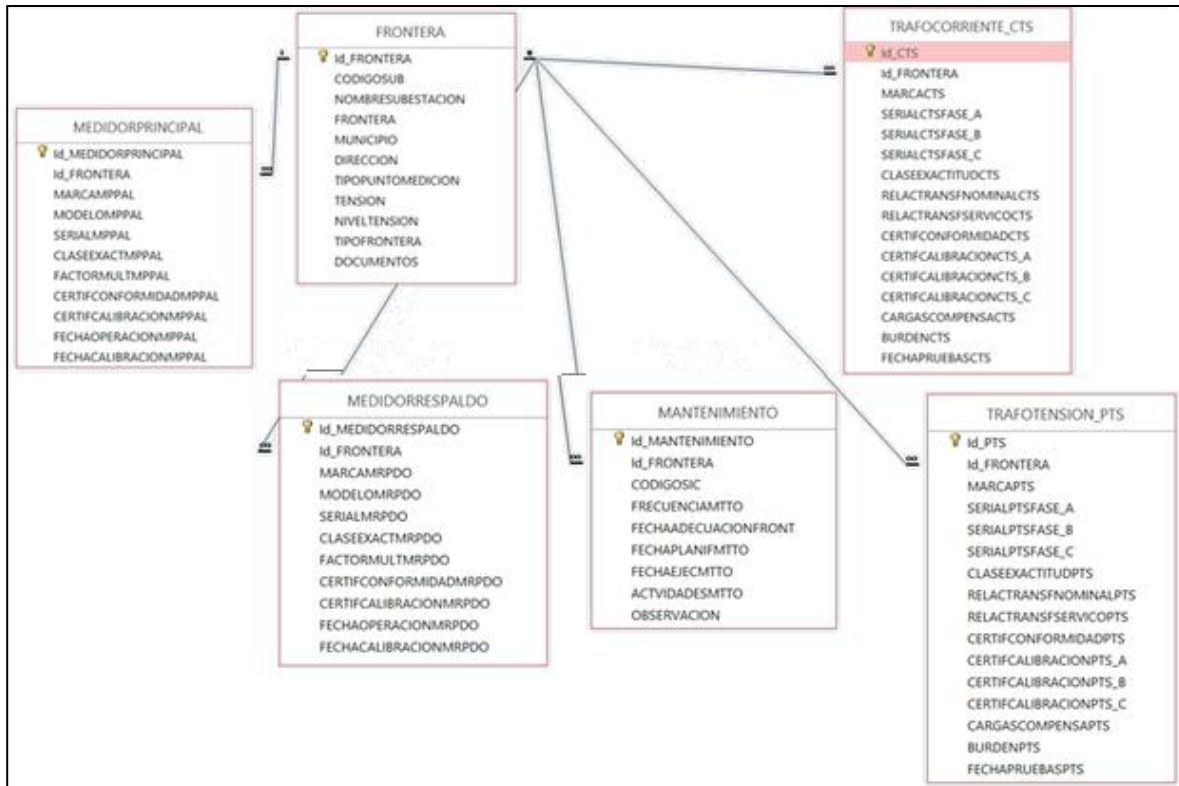 FRONTERA
Id_FRONTERA
CODIGOSUB
NOMBRESUBESTACION
FRONTERA
MUNICIPIO
DIRECCION
TIPOPUNTOMEDICION
TENSION
NIVELTENSION
TIPOFRONTERA
DOCUMENTOS
TRAFOCORRIENTE_CTS
Id_CTS
Id_FRONTERA
MARCACTS
SERIALCTSFASE_A
SERIALCTSFASE_B
SERIALCTSFASE_C
CLASEEXACTITUDCTS
RELACTRANSFNOMINALCTS
RELACTRANSFSERVICOCTS
CERTIFCONFORMIDADCTS
CERTIFCALIBRACIONCTS_A
CERTIFCALIBRACIONCTS_B
CERTIFCALIBRACIONCTS_C
CARGASCOMPENSACTS
BURDENCTS
FECHAPRUEBASCTS
MEDIDORPRINCIPAL
Id_MEDIDORPRINCIPAL
Id_FRONTERA
MARCAMPPAL
MODELOMPPAL
SERIALMPPAL
CLASEEXACTMPPAL
FACTORMULTMPPAL
CERTIFCONFORMIDADMPPAL
CERTIFCALIBRACIONMPPAL
FECHAOPERACIONMPPAL
FECHACALIBRACIONMPPAL
MEDIDORRESPALDO
Id_MEDIDORRESPALDO
Id_FRONTERA
MARCAMRPDO
MODELOMRPDO
SERIALMRPDO
CLASEEXACTMRPDO
FACTORMULTMRPDO
CERTIFCONFORMIDADMRPDO
CERTIFCALIBRACIONMRPDO
FECHAOPERACIONMRPDO
FECHACALIBRACIONMRPDO
MANTENIMIENTO
Id_MANTENIMIENTO
Id_FRONTERA
CODIGOSIC
FRECUENCIAMTTO
FECHAADECUACIONFRONT
FECHAPLANIFMTTO
FECHAEJECMTTO
ACTVIDADESMTTO
OBSERVACION
TRAFOTENSION_PTS
Id_PTS
Id_FRONTERA
MARCAPTS
SERIALPTSFASE_A
SERIALPTSFASE_B
SERIALPTSFASE_C
CLASEEXACTITUDPTS
RELACTRANSFNOMINALPTS
RELACTRANSFSERVICOPTS
CERTIFCONFORMIDADPTS
CERTIFCALIBRACIONPTS_A
CERTIFCALIBRACIONPTS_B
CERTIFCALIBRACIONPTS_C
CARGASCOMPENSAPTS
BURDENPTS
FECHAPRUEBASPTS